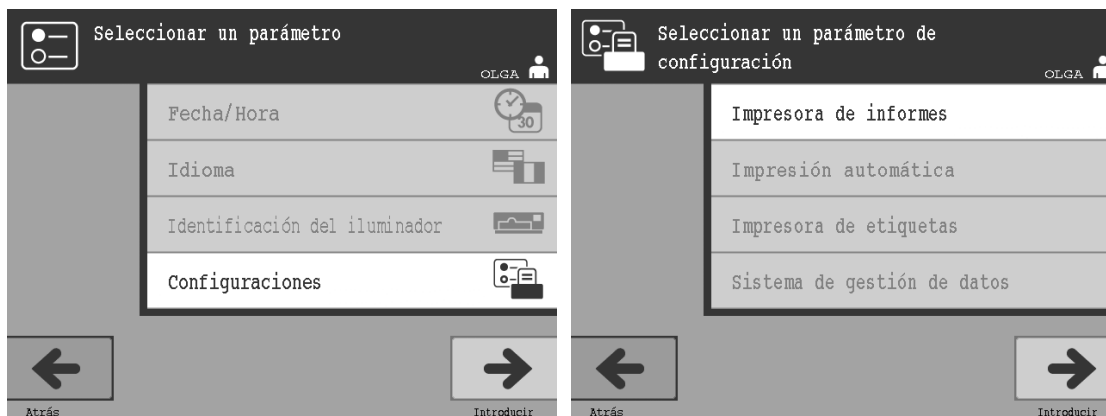 Seleccionar un parámetro
OLGA
Fecha/Hora
30
Idioma
Identificación del iluminador
Configuraciones
Atrás
Introducir
Seleccionar un parámetro de
configuración
OLGA
Impresora de informes
Impresión automática
Impresora de etiquetas
Sistema de gestión de datos
Atrás
Introducir